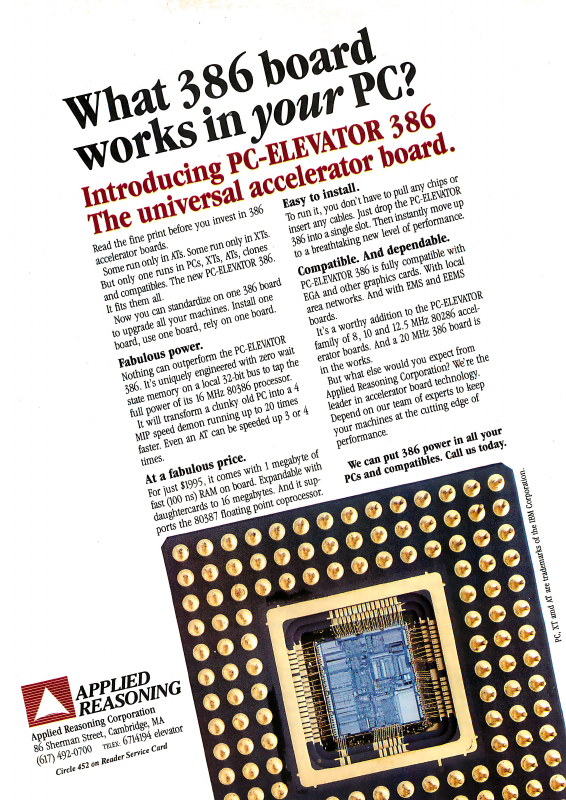 What 386 board
works in your PC?
Introducing PC-ELEVATOR 386
The universal accelerator board.
Read the fine print before you invest in 386
accelerator boards.
Some run only in ATs. Some run only in XTs.
But only one runs in PCs, XTs, ATs, clones
and compatibles. The new PC-ELEVATOR 386.
It fits them all.
Now you can standardize on one 386 board
to upgrade all your machines. Install one
board, use one board, rely on one board.
Fabulous power.
Nothing can outperform the PC-ELEVATOR
386. It's uniquely engineered with zero wait
state memory on a local 32-bit bus to tap the
full power of its 16 MHz 80386 processor.
It will transform a clunky old PC into a 4
MIP speed demon running up to 20 times
faster. Even an AT can be speeded up 3 or 4
times.
At a fabulous price.
For just $1995, it comes with 1 megabyte of
fast (100 ns) RAM on board. Expandable with
daughtercards to 16 megabytes. And it sup-
ports the 80387 floating point coprocessor.
Easy to install.
To run it, you don't have to pull any chips or
insert any cables. Just drop the PC-ELEVATOR
386 into a single slot. Then instantly move up
to a breathtaking new level of performance.
Compatible. And dependable.
PC-ELEVATOR 386 is fully compatible with
EGA and other graphics cards. With local
area networks. And with EMS and EEMS
boards.
It's a worthy addition to the PC-ELEVATOR
family of 8, 10 and 12.5 MHz 80286 accel-
erator boards. And a 20 MHz 386 board is
in the works.
But what else would you expect from
Applied Reasoning Corporation? We're the
leader in accelerator board technology.
Depend on our team of experts to keep
your machines at the cutting edge of
performance.
We can put 386 power in all your
PCs and compatibles. Call us today.
PC, XT and AT are trademarks of the IBM Corporation.
APPLIED
REASONING
Applied Reasoning Corporation
86 Sherman Street, Cambridge, MA
(617) 492-0700 TELEX: 6714194 elevator
Circle 452 on Reader Service Card